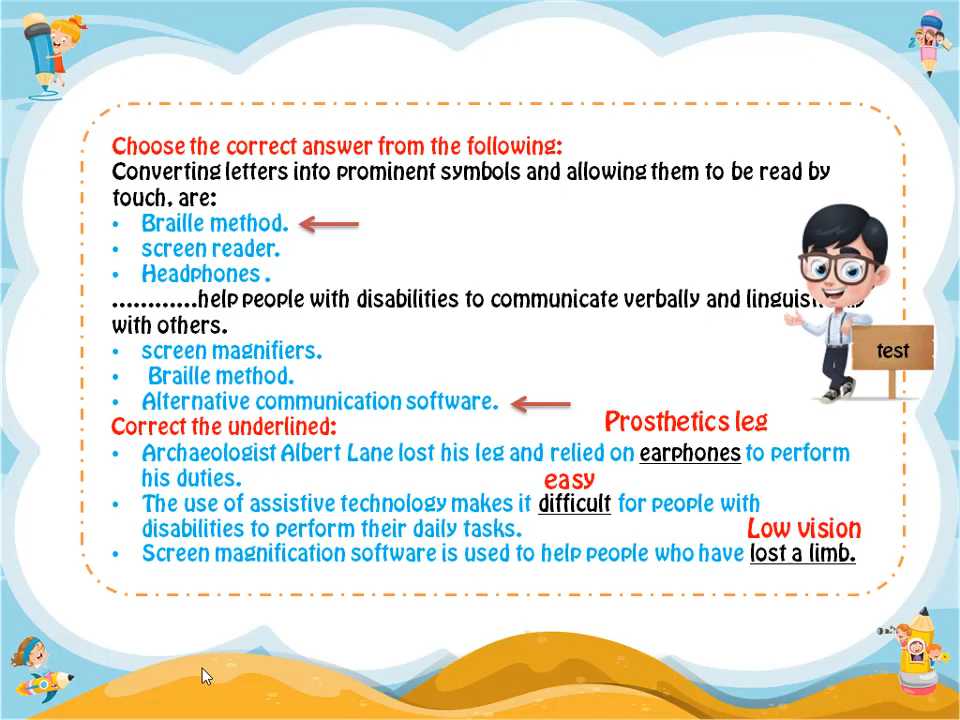 Choose the correct answer from the following:
Converting letters into prominent symbols and allowing them to be read by
touch, are:
• Braille method.
• screen reader.
• Headphones .
............help people with disabilities to communicate verbally and
with others.
test
• screen magnifiers.
• Braille method.
• Alternative communication software.
Correct the underlined:
Prosthetics leg
• Archaeologist Albert Lane lost his leg and relied on earphones to perform
his duties.
easy
• The use of assistive technology makes it difficult for people with
disabilities to perform their daily tasks.
Low vision
• Screen magnification software is used to help people who have lost a limb.